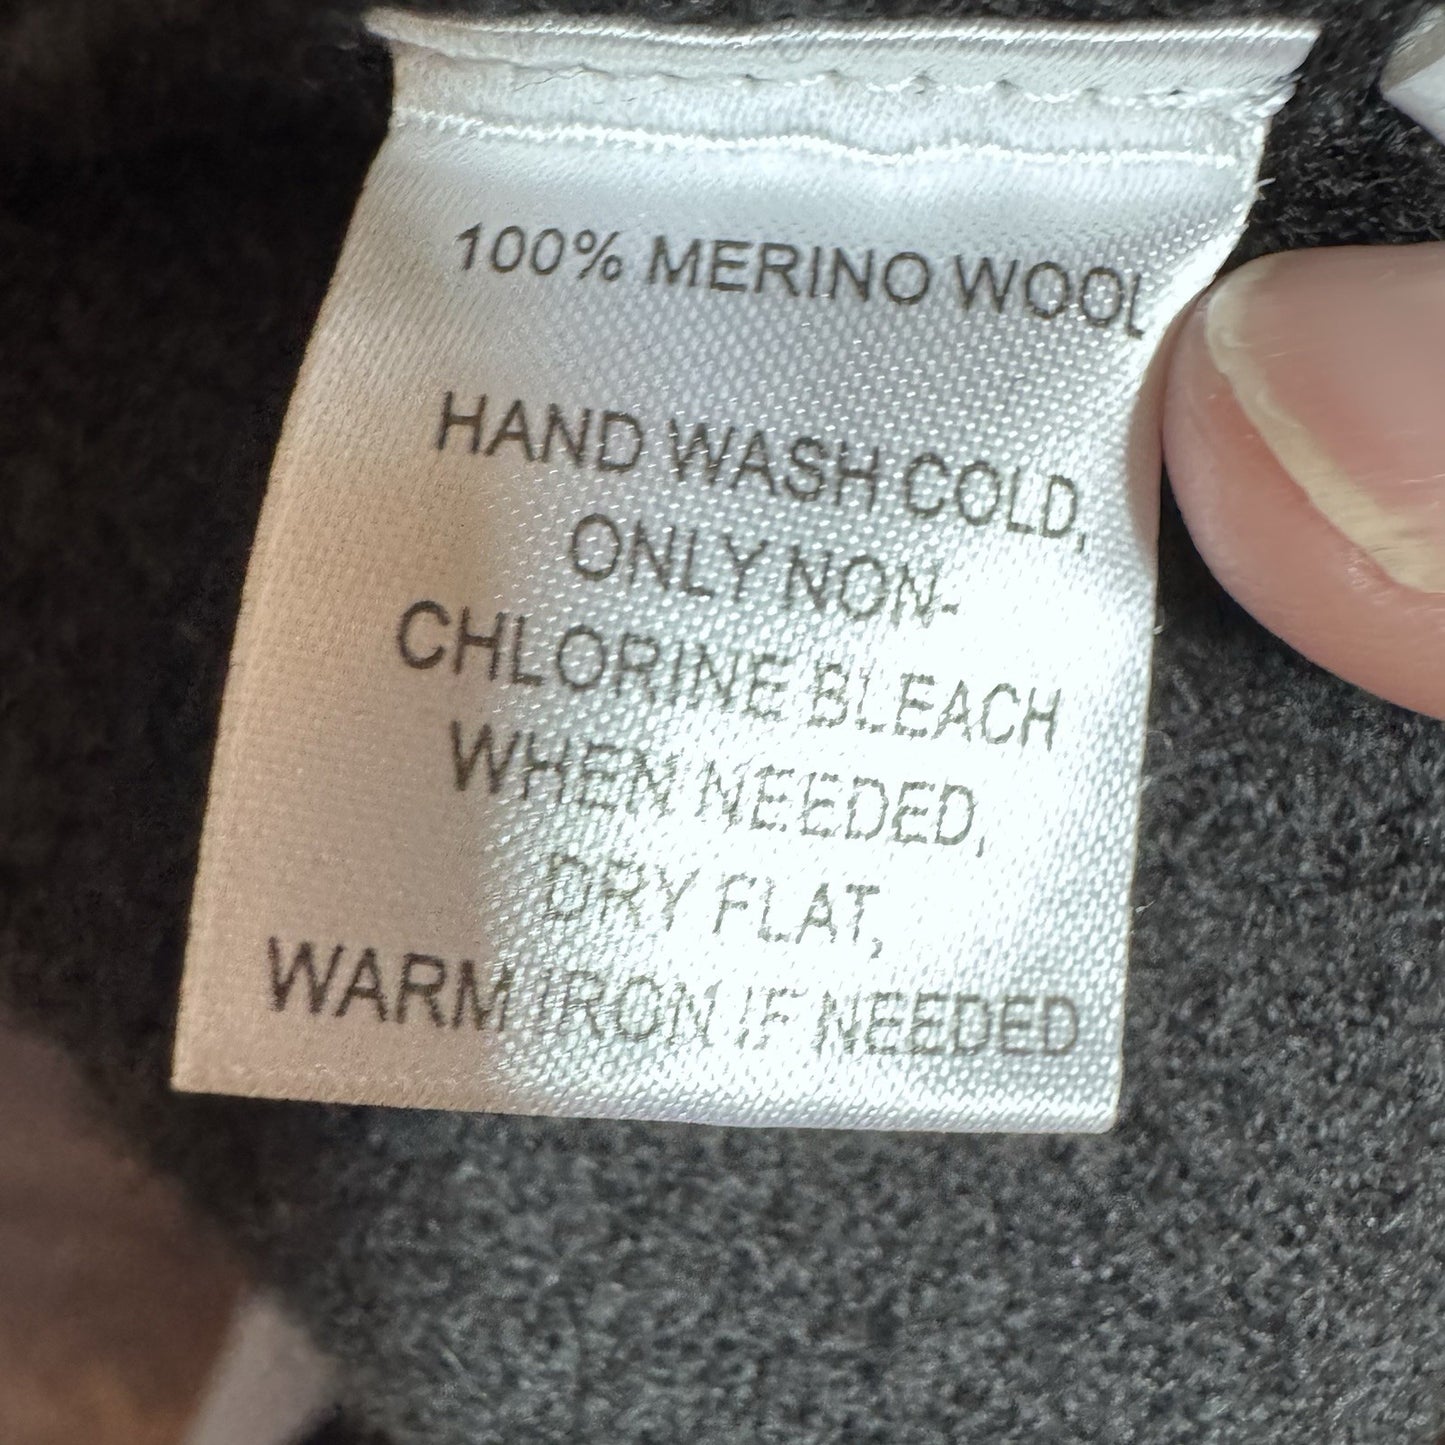 100% MERINO WOOL
HAND WASH COLD,
ONLY NON-
CHLORINE BLEACH
WHEN NEEDED,
DRY FLAT,
WARM IRON IF NEEDED